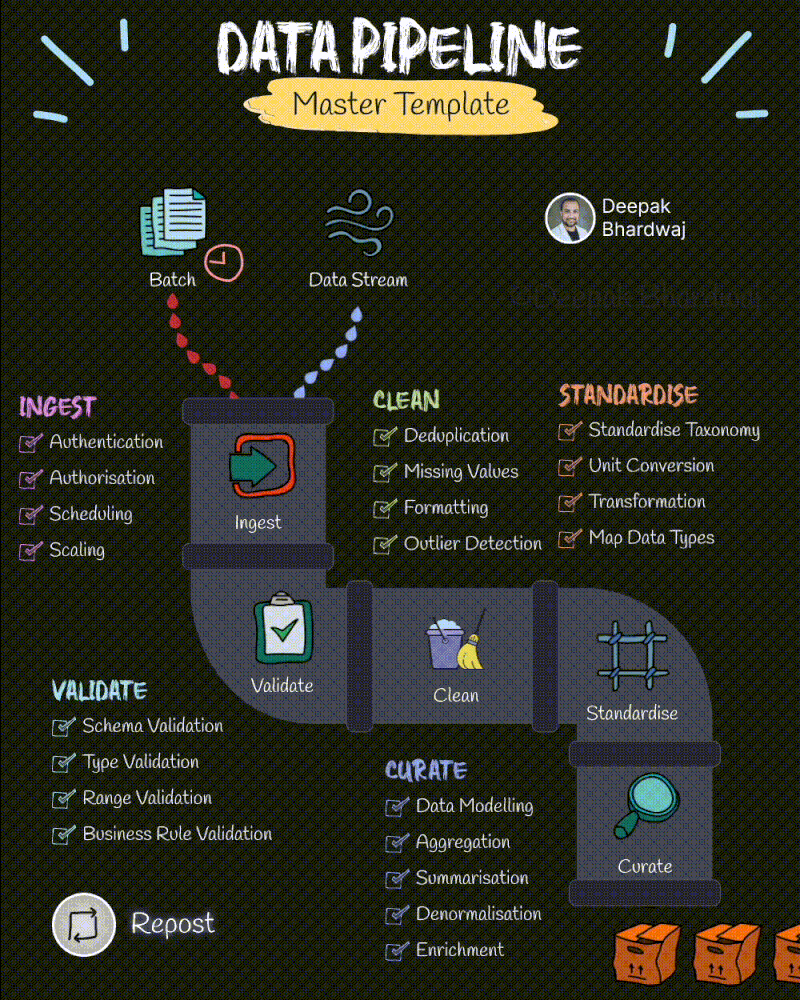 DATA PIPELINE
Master Template
Deepak
Bhardwaj
Batch
Data Stream
©Deepak Bhardwaj
INGEST
Authentication
Authorisation
Scheduling
Scaling
Ingest
CLEAN
Deduplication
Missing Values
Formatting
Outlier Detection
STANDARDISE
Standardise Taxonomy
Unit Conversion
Transformation
Map Data Types
Validate
Clean
Standardise
VALIDATE
Schema Validation
Type Validation
Range Validation
Business Rule Validation
CURATE
Data Modelling
Aggregation
Summarisation
Denormalisation
Enrichment
Curate
Repost